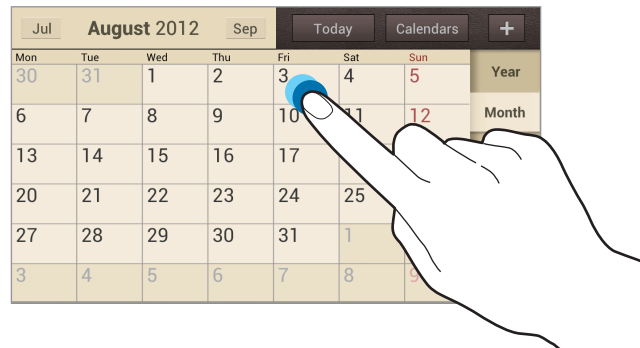 Jul August 2012 Sep Today Calendars +
Mon Tue Wed Thu Fri Sat Sun
30 31 1 2 3 4 5 Year
6 7 8 9 10 11 12 Month
13 14 15 16 17
20 21 22 23 24 25
27 28 29 30 31 1
3 4 5 6 7 8 9